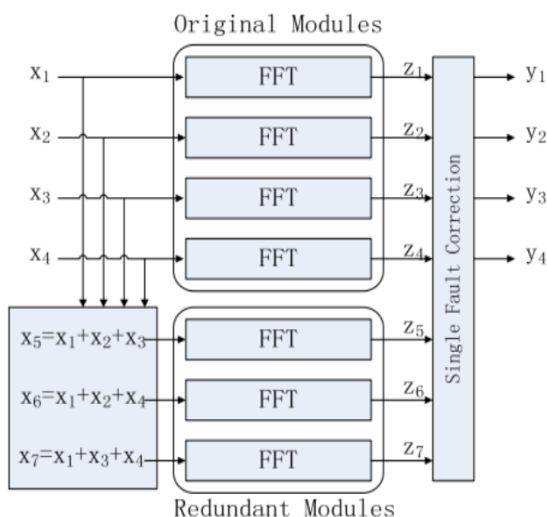 Original Modules
x₁ FFT z₁ y₁
x₂ FFT z₂ y₂
x₃ FFT z₃ y₃
x₄ FFT z₄ y₄
Single Fault Correction
x₅=x₁+x₂+x₃ FFT z₅
x₆=x₁+x₂+x₄ FFT z₆
x₇=x₁+x₃+x₄ FFT z₇
Redundant Modules